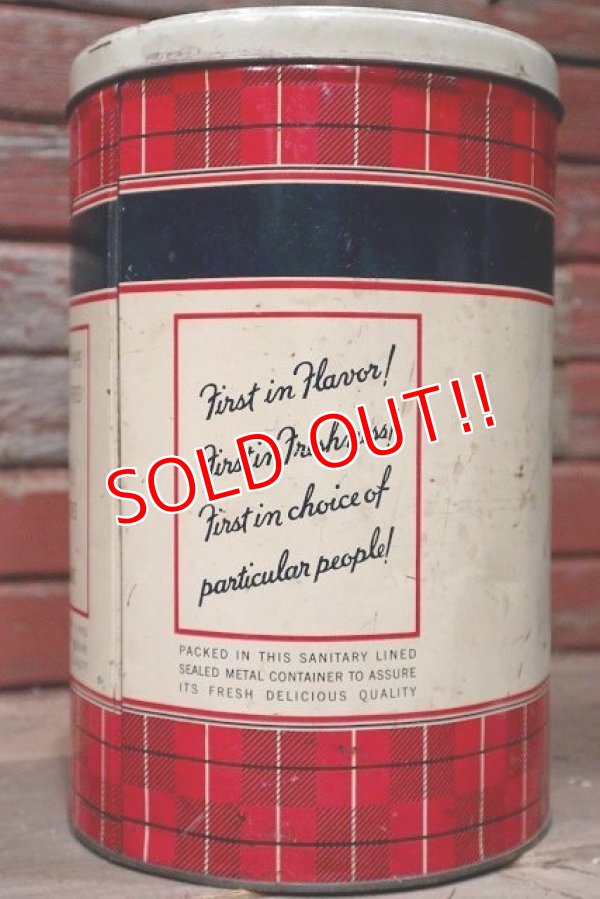 First in Flavor!
First in Freshness!
First in choice of
particular people!
SOLD OUT!!
PACKED IN THIS SANITARY LINED
SEALED METAL CONTAINER TO ASSURE
ITS FRESH DELICIOUS QUALITY